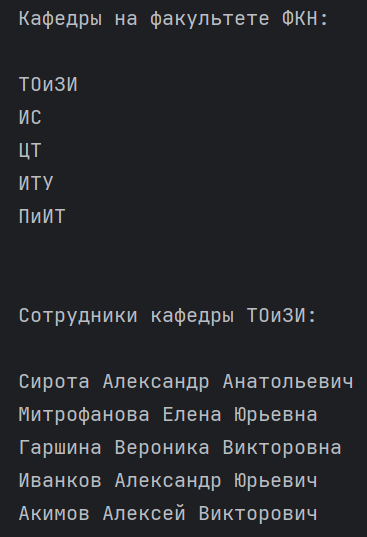 Кафедры на факультете ФКН:
ТОиЗИ
ИС
ЦТ
ИТУ
ПиИТ
Сотрудники кафедры ТОиЗИ:
Сирота Александр Анатольевич
Митрофанова Елена Юрьевна
Гаршина Вероника Викторовна
Иванков Александр Юрьевич
Акимов Алексей Викторович